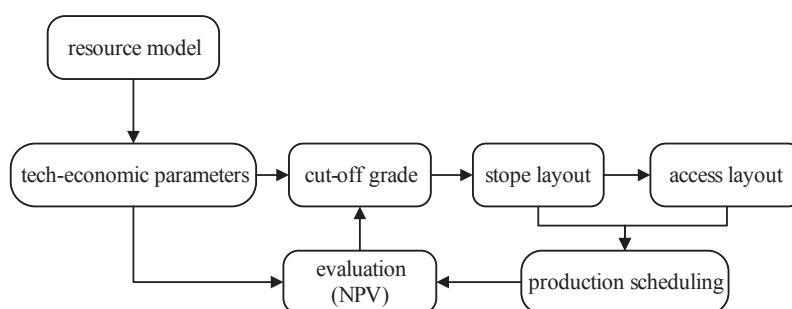 resource model
tech-economic parameters
cut-off grade
stope layout
access layout
evaluation
(NPV)
production scheduling